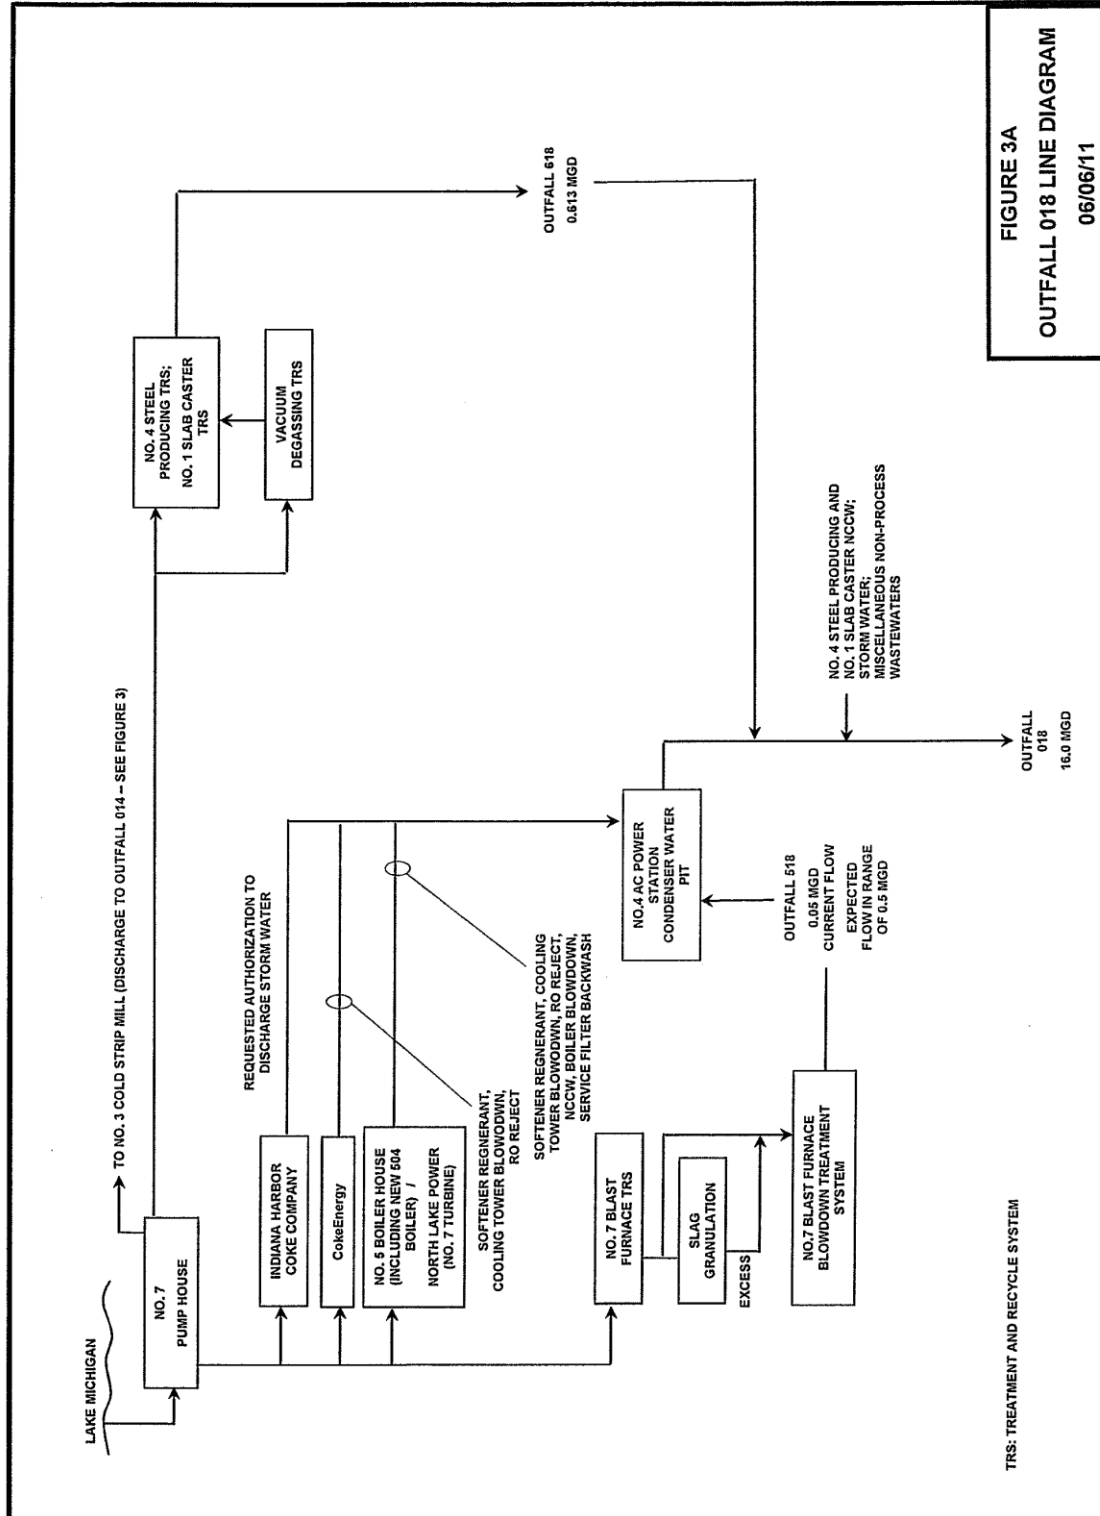 LAKE MICHIGAN
NO. 7
PUMP HOUSE
TO NO. 3 COLD STRIP MILL (DISCHARGE TO OUTFALL 014 – SEE FIGURE 3)
INDIANA HARBOR
COKE COMPANY
REQUESTED AUTHORIZATION TO
DISCHARGE STORM WATER
CokeEnergy
NO. 5 BOILER HOUSE
(INCLUDING NEW 504
BOILER) /
NORTH LAKE POWER
(NO. 7 TURBINE)
SOFTENER REGNERANT,
COOLING TOWER BLOWODWN,
RO REJECT
SOFTENER REGNERANT, COOLING
TOWER BLOWODWN, RO REJECT,
NCCW, BOILER BLOWDOWN,
SERVICE FILTER BACKWASH
NO. 4 STEEL
PRODUCING TRS;
NO. 1 SLAB CASTER
TRS
VACUUM
DEGASSING TRS
OUTFALL 618
0.613 MGD
NO. 7 BLAST
FURNACE TRS
SLAG
GRANULATION
EXCESS
NO.7 BLAST FURNACE
BLOWDOWN TREATMENT
SYSTEM
NO.4 AC POWER
STATION
CONDENSER WATER
PIT
OUTFALL 518
0.05 MGD
CURRENT FLOW
EXPECTED
FLOW IN RANGE
OF 0.5 MGD
NO. 4 STEEL PRODUCING AND
NO. 1 SLAB CASTER NCCW;
STORM WATER;
MISCELLANEOUS NON-PROCESS
WASTEWATERS
OUTFALL
018
16.0 MGD
TRS: TREATMENT AND RECYCLE SYSTEM
FIGURE 3A
OUTFALL 018 LINE DIAGRAM
06/06/11